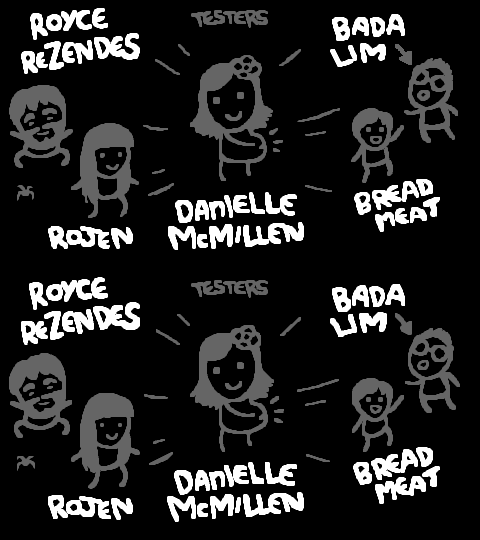 ROYCE
REZENDES
TESTERS
BADA
LIM
ROJEN
DANIELLE
McMILLEN
BREAD
MEAT
ROYCE
REZENDES
TESTERS
BADA
LIM
ROJEN
DANIELLE
McMILLEN
BREAD
MEAT